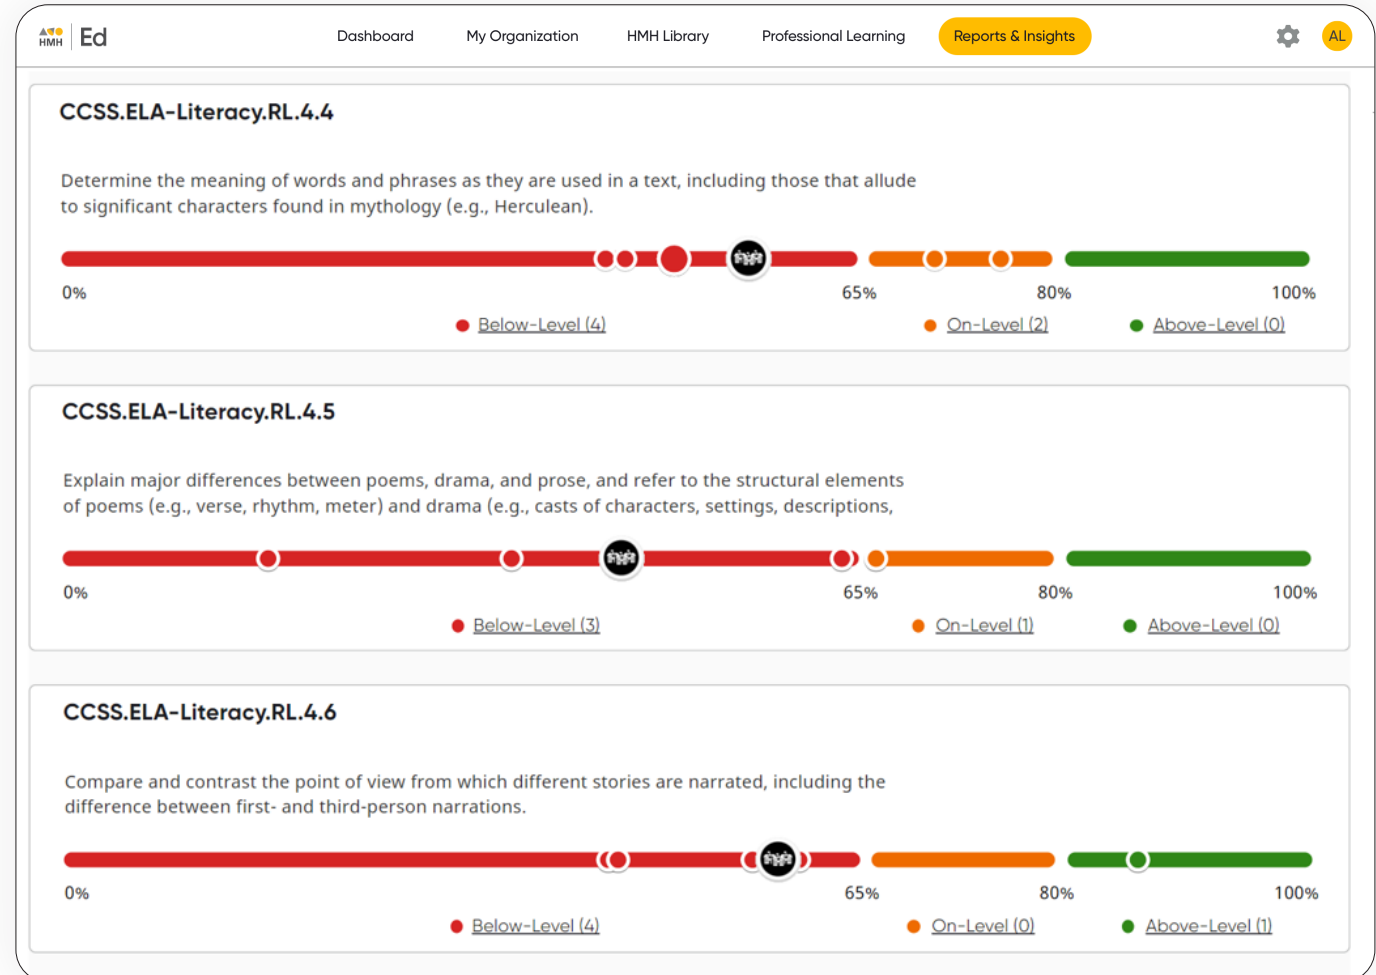 HMH
Ed
Dashboard
My Organization
HMH Library
Professional Learning
Reports & Insights
AL
CCSS.ELA-Literacy.RL.4.4
Determine the meaning of words and phrases as they are used in a text, including those that allude
to significant characters found in mythology (e.g., Herculean).
0%
65%
80%
100%
Below-Level (4)
On-Level (2)
Above-Level (0)
CCSS.ELA-Literacy.RL.4.5
Explain major differences between poems, drama, and prose, and refer to the structural elements
of poems (e.g., verse, rhythm, meter) and drama (e.g., casts of characters, settings, descriptions,
0%
65%
80%
100%
Below-Level (3)
On-Level (1)
Above-Level (0)
CCSS.ELA-Literacy.RL.4.6
Compare and contrast the point of view from which different stories are narrated, including the
difference between first- and third-person narrations.
0%
65%
80%
100%
Below-Level (4)
On-Level (0)
Above-Level (1)